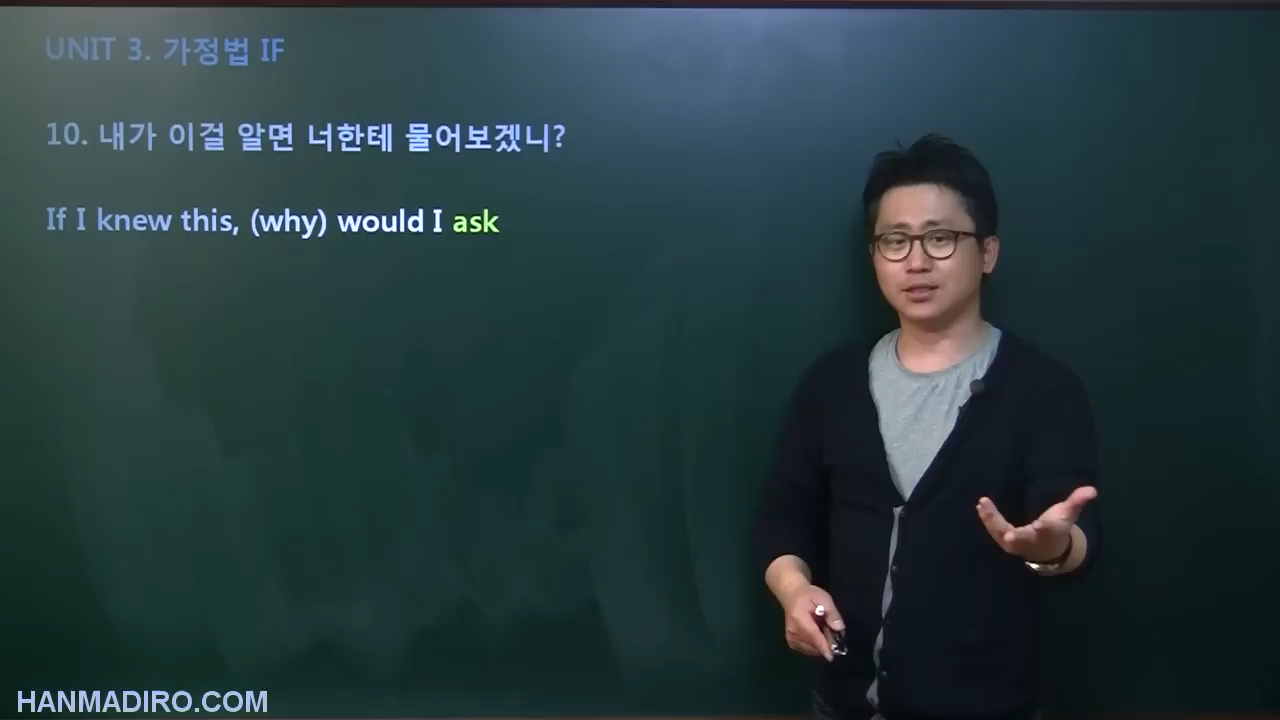 UNIT 3. 가정법 IF
10. 내가 이걸 알면 너한테 물어보겠니?
If I knew this, (why) would I ask
HANMADIRO.COM